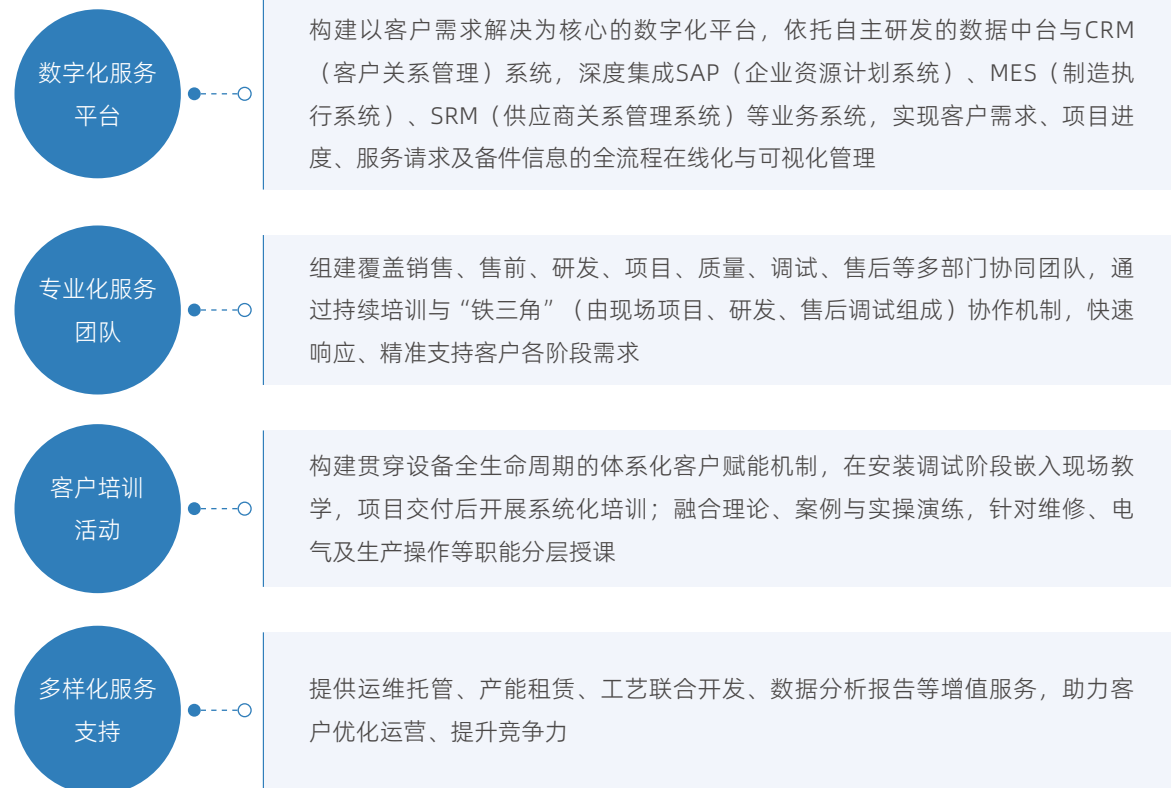 数字化服务
平台
构建以客户需求解决为核心的数字化平台，依托自主研发的数据中台与CRM
（客户关系管理）系统，深度集成SAP（企业资源计划系统）、MES（制造执
行系统）、SRM（供应商关系管理系统）等业务系统，实现客户需求、项目进
度、服务请求及备件信息的全流程在线化与可视化管理
专业化服务
团队
组建覆盖销售、售前、研发、项目、质量、调试、售后等多部门协同团队，通
过持续培训与“铁三角”（由现场项目、研发、售后调试组成）协作机制，快速
响应、精准支持客户各阶段需求
客户培训
活动
构建贯穿设备全生命周期的体系化客户赋能机制，在安装调试阶段嵌入现场教
学，项目交付后开展系统化培训；融合理论、案例与实操演练，针对维修、电
气及生产操作等职能分层授课
多样化服务
支持
提供运维托管、产能租赁、工艺联合开发、数据分析报告等增值服务，助力客
户优化运营、提升竞争力